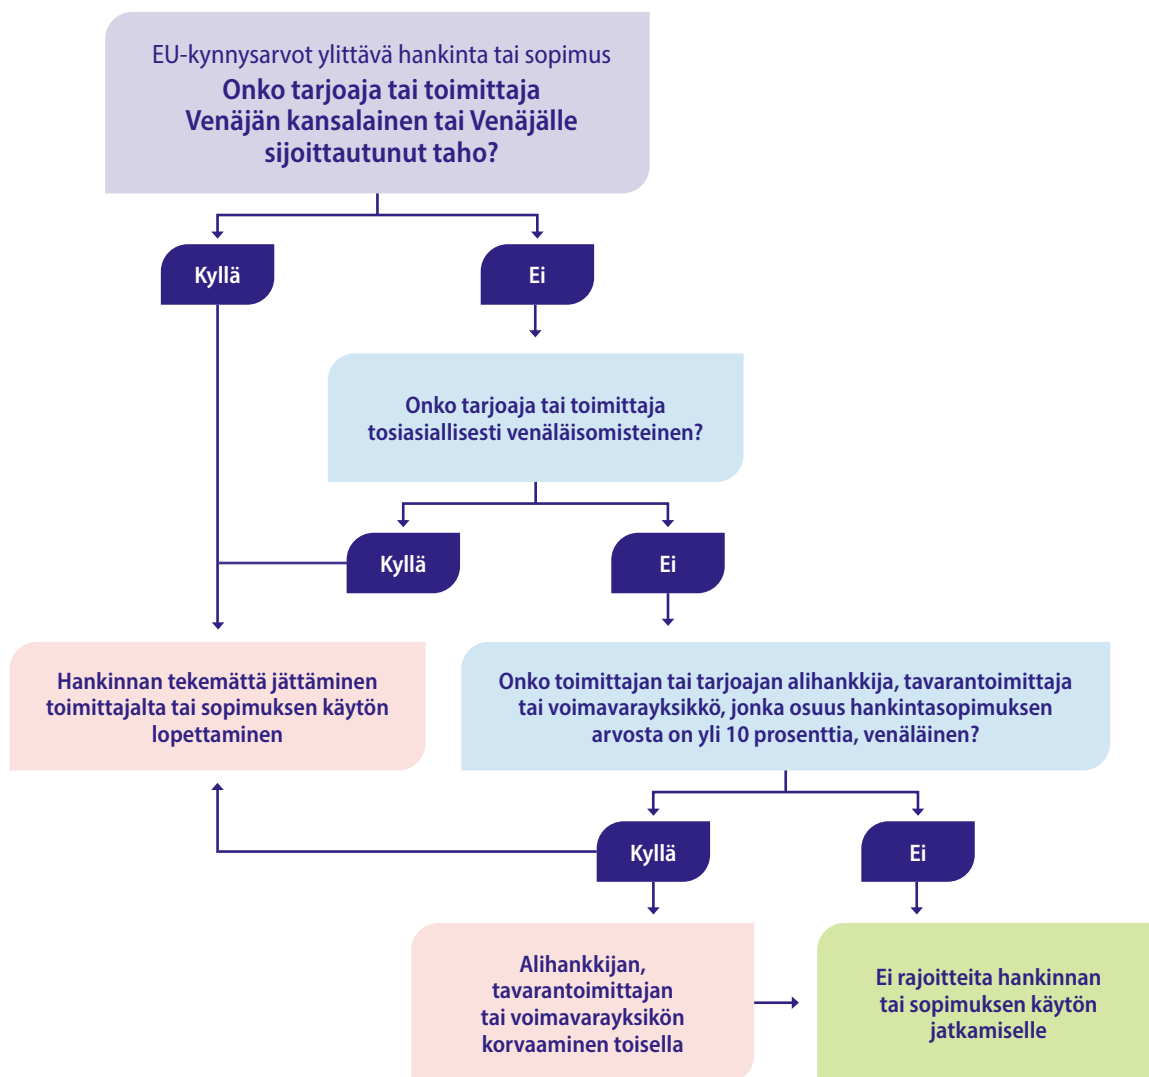 EU-kynnysarvot ylittävä hankinta tai sopimus
Onko tarjoaja tai toimittaja
Venäjän kansalainen tai Venäjälle
sijoittautunut taho?
Kyllä
Ei
Onko tarjoaja tai toimittaja
tosiasiallisesti venäläisomisteinen?
Kyllä
Ei
Hankinnan tekemättä jättäminen
toimittajalta tai sopimuksen käytön
lopettaminen
Onko toimittajan tai tarjoajan alihankkija, tavarantoimittaja
tai voimavarayksikkö, jonka osuus hankintasopimuksen
arvosta on yli 10 prosenttia, venäläinen?
Kyllä
Ei
Alihankkijan,
tavarantoimittajan
tai voimavarayksikön
korvaaminen toisella
Ei rajoitteita hankinnan
tai sopimuksen käytön
jatkamiselle